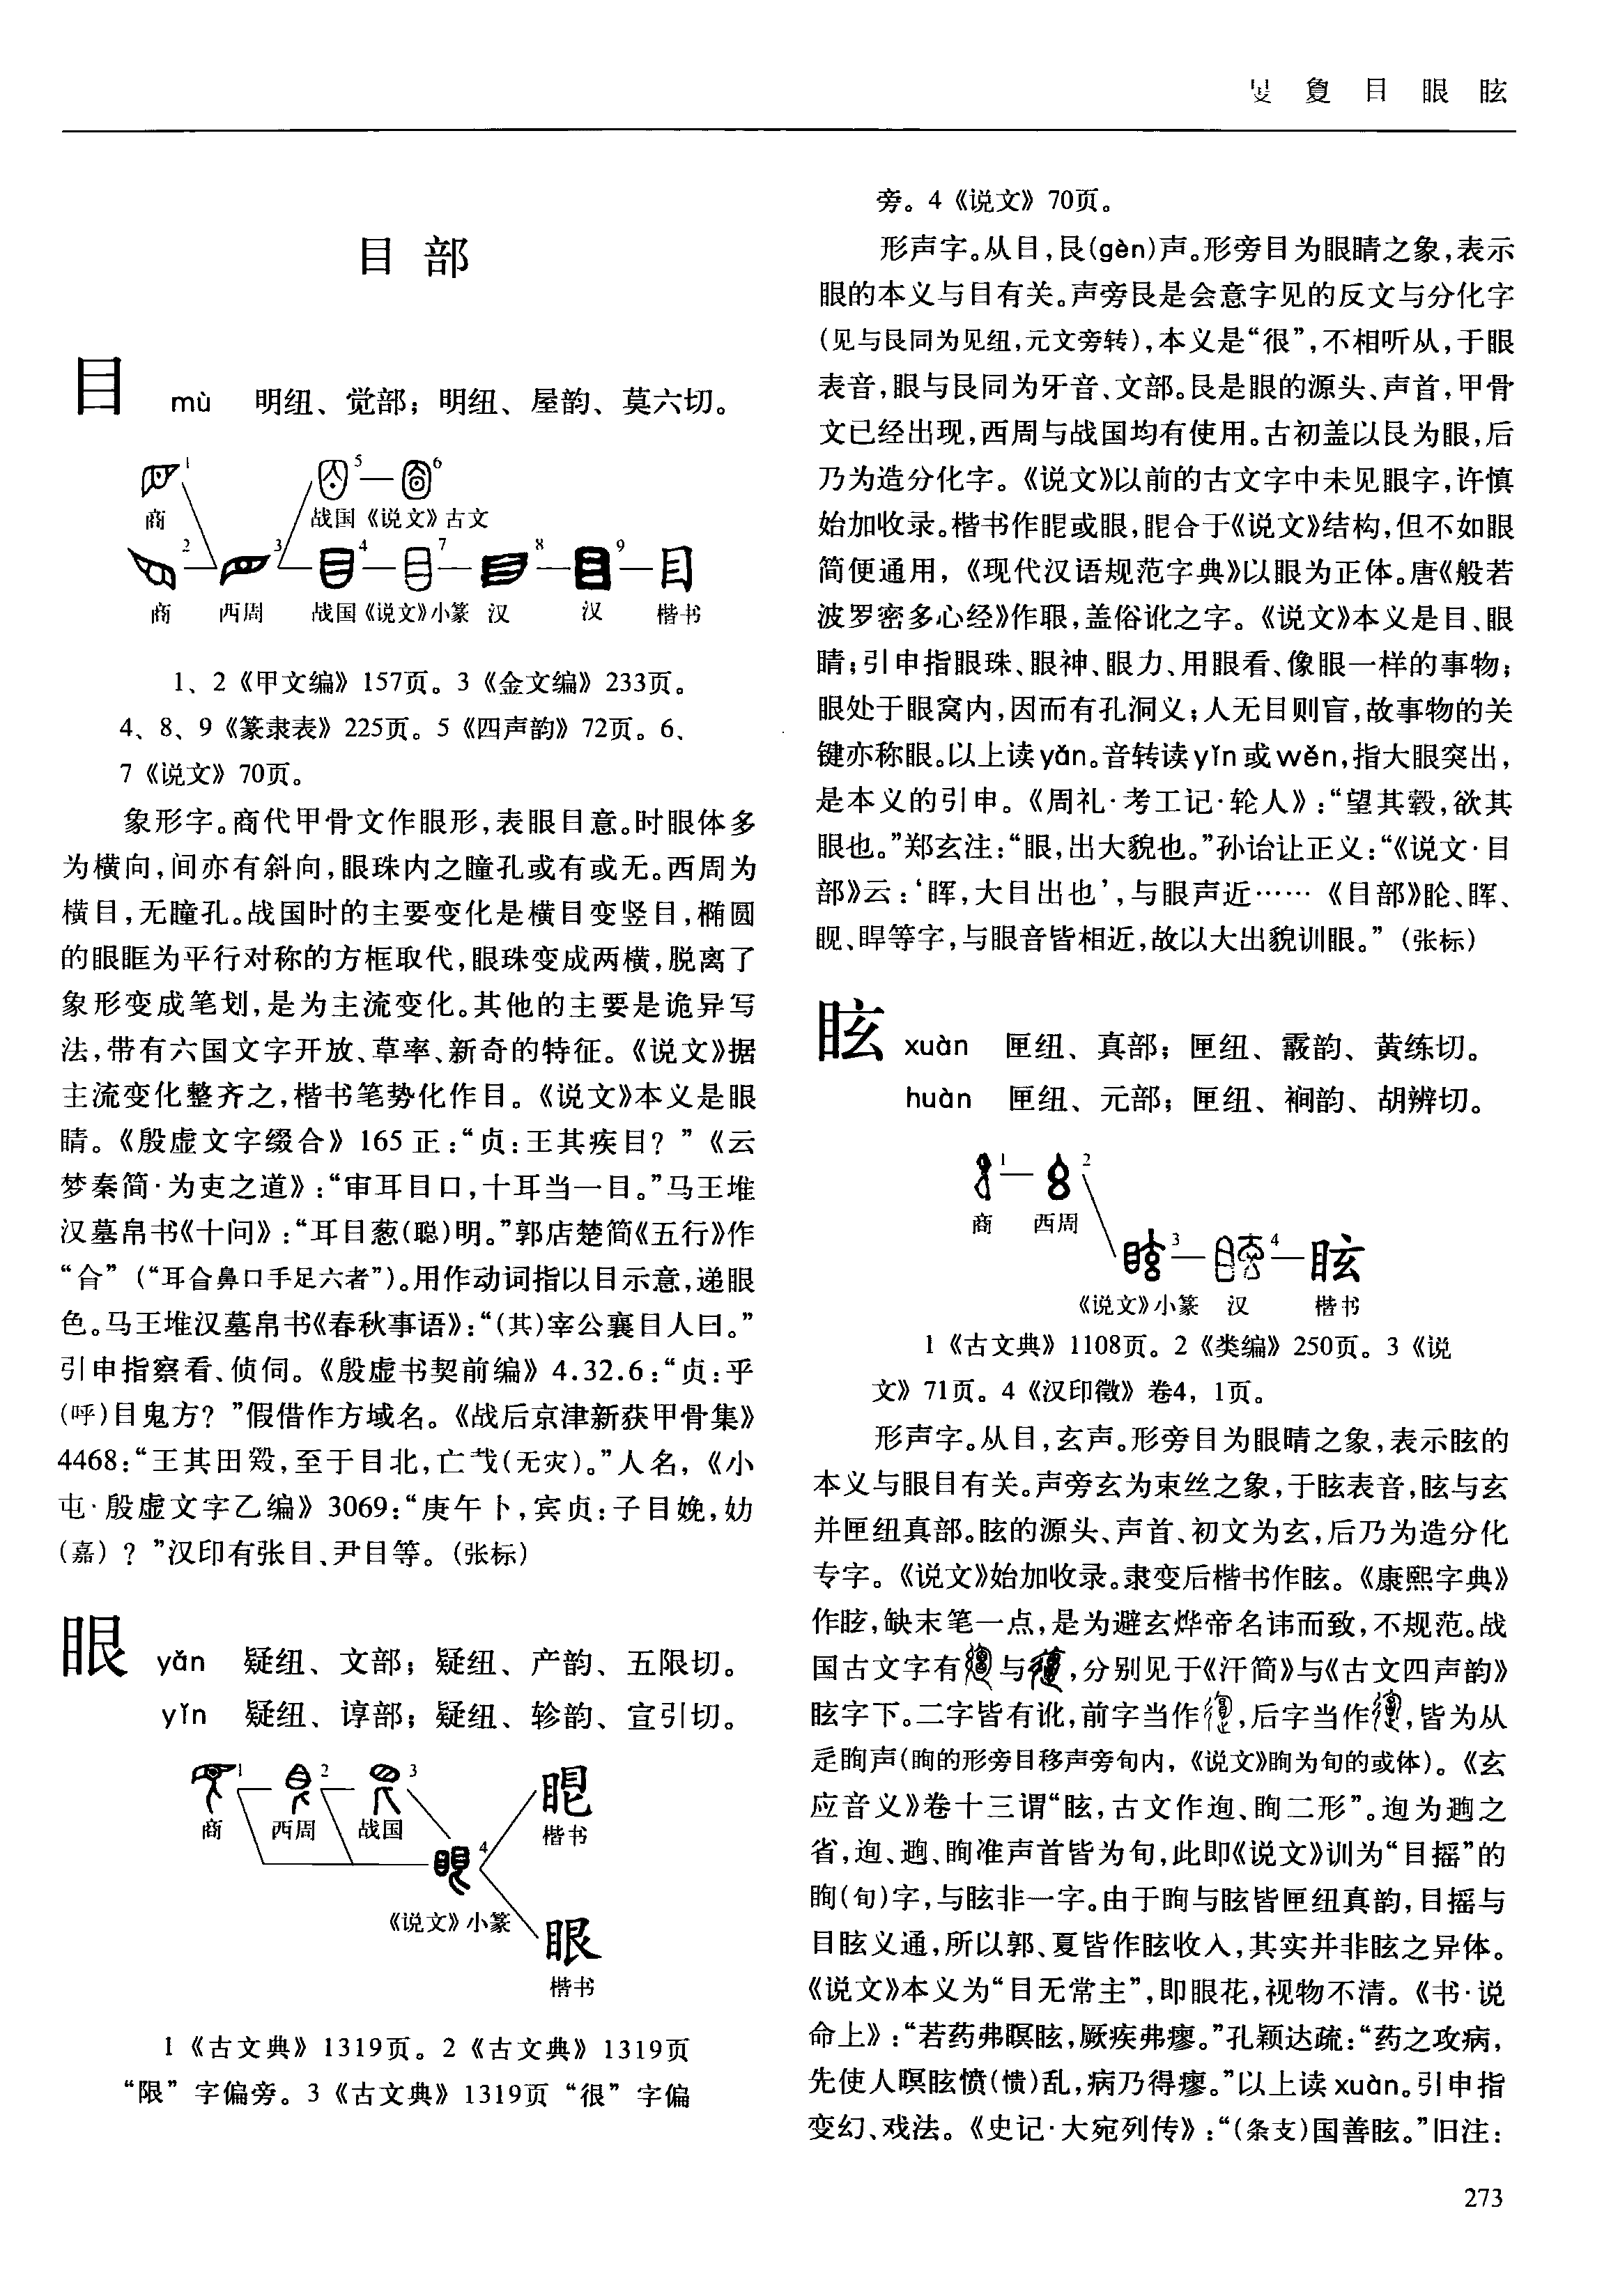 目 眼 眩
目 部
目 mù 明纽、觉部；明纽、屋韵、莫六切。
1 5 6
商 战国《说文》古文
2 3 4 7 8 9 目
商 西周 战国《说文》小篆 汉 汉 楷书
1、2《甲文编》157页。3《金文编》233页。
4、8、9《篆隶表》225页。5《四声韵》72页。6、
7《说文》70页。
象形字。商代甲骨文作眼形，表眼目意。时眼体多
为横向，间亦有斜向，眼珠内之瞳孔或有或无。西周为
横目，无瞳孔。战国时的主要变化是横目变竖目，椭圆
的眼眶为平行对称的方框取代，眼珠变成两横，脱离了
象形变成笔划，是为主流变化。其他的主要是诡异写
法，带有六国文字开放、草率、新奇的特征。《说文》据
主流变化整齐之，楷书笔势化作目。《说文》本义是眼
睛。《殷虚文字缀合》165正：“贞：王其疾目？”《云
梦秦简·为吏之道》：“审耳目口，十耳当一目。”马王堆
汉墓帛书《十问》：“耳目葱(聪)明。”郭店楚简《五行》作
“”（“耳鼻口手足六者”）。用作动词指以目示意，递眼
色。马王堆汉墓帛书《春秋事语》：“(其)宰公襄目人曰。”
引申指察看、侦伺。《殷虚书契前编》4.32.6：“贞：乎
(呼)目鬼方？”假借作方域名。《战后京津新获甲骨集》
4468：“王其田毁，至于目北，亡𢦏(无灾)。”人名，《小
屯·殷虚文字乙编》3069：“庚午卜，宾贞：子目娩，妫
（嘉）？”汉印有张目、尹目等。（张标）
眼 yǎn 疑纽、文部；疑纽、产韵、五限切。
yǐn 疑纽、谆部；疑纽、轸韵、宣引切。
1 2 3
商 西周 战国 楷书
4
《说文》小篆 眼
楷书
1《古文典》1319页。2《古文典》1319页
“限”字偏旁。3《古文典》1319页“很”字偏
旁。4《说文》70页。
形声字。从目，艮(gèn)声。形旁目为眼睛之象，表示
眼的本义与目有关。声旁艮是会意字见的反文与分化字
（见与艮同为见纽，元文旁转），本义是“很”，不相听从，于眼
表音，眼与艮同为牙音、文部。艮是眼的源头、声首，甲骨
文已经出现，西周与战国均有使用。古初盖以艮为眼，后
乃为造分化字。《说文》以前的古文字中未见眼字，许慎
始加收录。楷书作䀘或眼，䀘合于《说文》结构，但不如眼
简便通用，《现代汉语规范字典》以眼为正体。唐《般若
波罗密多心经》作眼，盖俗讹之字。《说文》本义是目、眼
睛；引申指眼珠、眼神、眼力、用眼看、像眼一样的事物；
眼处于眼窝内，因而有孔洞义；人无目则盲，故事物的关
键亦称眼。以上读yǎn。音转读yǐn或wěn，指大眼突出，
是本义的引申。《周礼·考工记·轮人》：“望其毂，欲其
眼也。”郑玄注：“眼，出大貌也。”孙诒让正义：“《说文·目
部》云：‘睴，大目出也’，与眼声近……《目部》睔、睴、
睍、睅等字，与眼音皆相近，故以大出貌训眼。”（张标）
眩 xuàn 匣纽、真部；匣纽、霰韵、黄练切。
huàn 匣纽、元部；匣纽、裥韵、胡辨切。
1 2
商 西周
3 4 眩
《说文》小篆 汉 楷书
1《古文典》1108页。2《类编》250页。3《说
文》71页。4《汉印徵》卷4，1页。
形声字。从目，玄声。形旁目为眼睛之象，表示眩的
本义与眼目有关。声旁玄为束丝之象，于眩表音，眩与玄
并匣纽真部。眩的源头、声首、初文为玄，后乃为造分化
专字。《说文》始加收录。隶变后楷书作眩。《康熙字典》
作眩，缺末笔一点，是为避玄烨帝名讳而致，不规范。战
国古文字有与，分别见于《汗简》与《古文四声韵》
眩字下。二字皆有讹，前字当作，后字当作，皆为从
辵眴声（眴的形旁目移声旁旬内，《说文》眴为旬的或体）。《玄
应音义》卷十三谓“眩，古文作迿、眴二形”。迿为之
省，迿、、眴准声首皆为旬，此即《说文》训为“目摇”的
眴(旬)字，与眩非一字。由于眴与眩皆匣纽真韵，目摇与
目眩义通，所以郭、夏皆作眩收入，其实并非眩之异体。
《说文》本义为“目无常主”，即眼花，视物不清。《书·说
命上》：“若药弗瞑眩，厥疾弗瘳。”孔颖达疏：“药之攻病，
先使人瞑眩愤(愦)乱，病乃得瘳。”以上读xuàn。引申指
变幻、戏法。《史记·大宛列传》：“(条支)国善眩。”旧注：
273